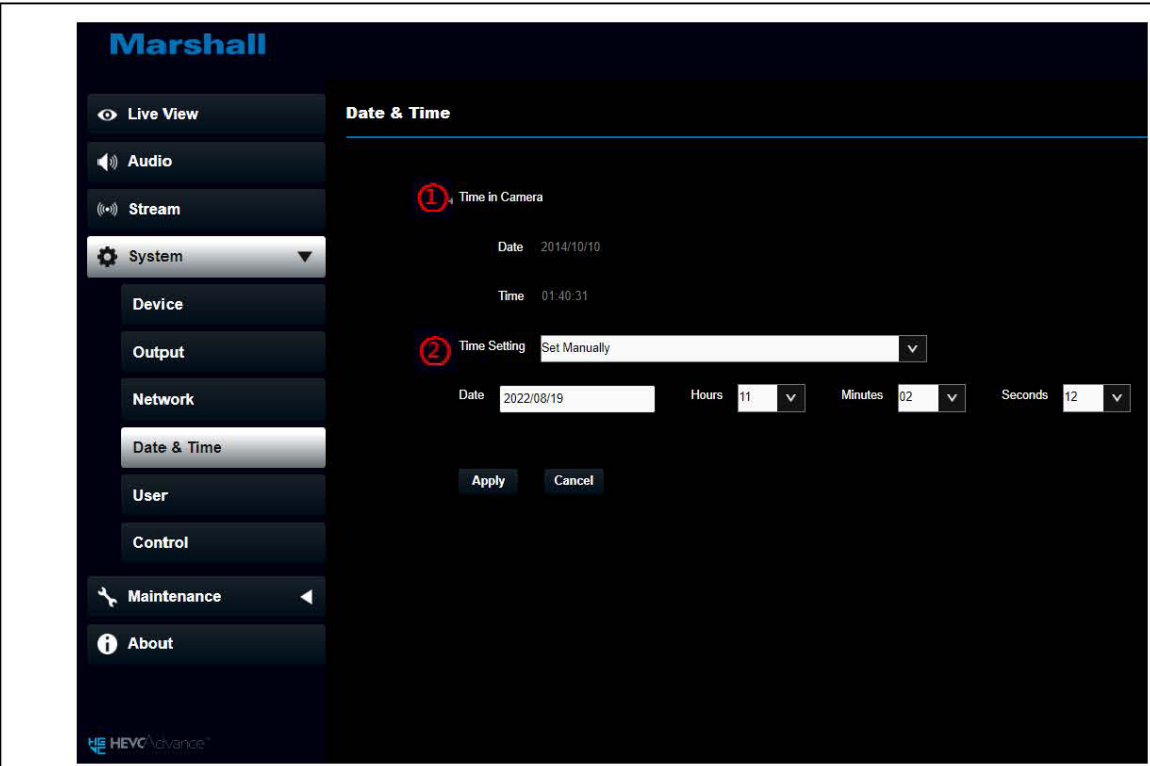 Marshall
Live View
Audio
Stream
System
Device
Output
Network
Date & Time
User
Control
Maintenance
About
HEVC Advance™
Date & Time
1 Time in Camera
Date 2014/10/10
Time 01:40:31
2 Time Setting Set Manually
Date 2022/08/19 Hours 11 Minutes 02 Seconds 12
Apply Cancel